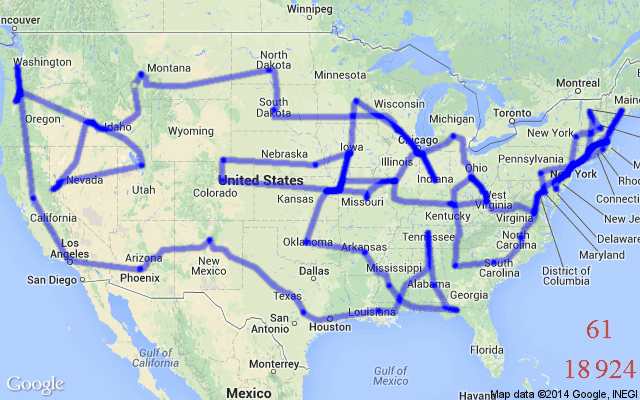 Winnipeg
Vancouver
Washington
Montana
North
Dakota
Minnesota
Montreal
Maine
Oregon
Idaho
South
Dakota
Wisconsin
Michigan
Toronto
New York
Wyoming
Chicago
Iowa
Nebraska
Illinois
Ohio
Pennsylvania
New York
Rhode
Connecticut
Nevada
Utah
Colorado
United States
Kansas
Missouri
Indiana
West
Virginia
Kentucky
Virginia
New Jersey
Delaware
Maryland
California
Los
Angeles
San Diego
Arizona
Phoenix
New
Mexico
Oklahoma
Arkansas
Tennessee
North
Carolina
South
Carolina
District of
Columbia
Dallas
Mississippi
Alabama
Georgia
Texas
San
Antonio
Houston
Louisiana
Florida
Gulf of
California
Monterrey
Gulf of
Mexico
Mexico
Havana
61
18 924
Google
Map data ©2014 Google, INEGI